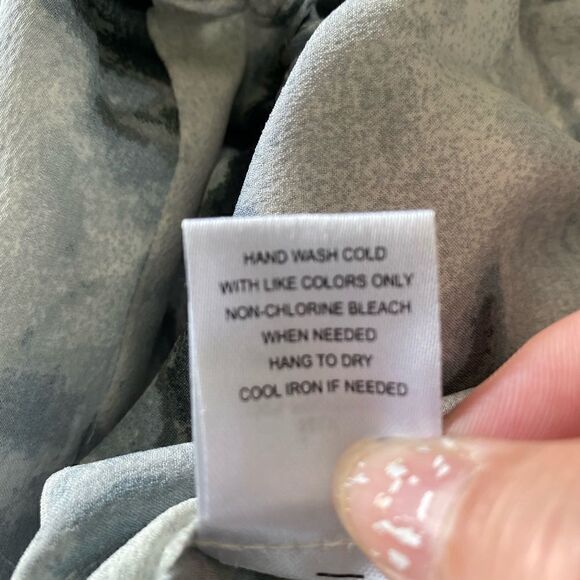 HAND WASH COLD
WITH LIKE COLORS ONLY
NON-CHLORINE BLEACH
WHEN NEEDED
HANG TO DRY
COOL IRON IF NEEDED